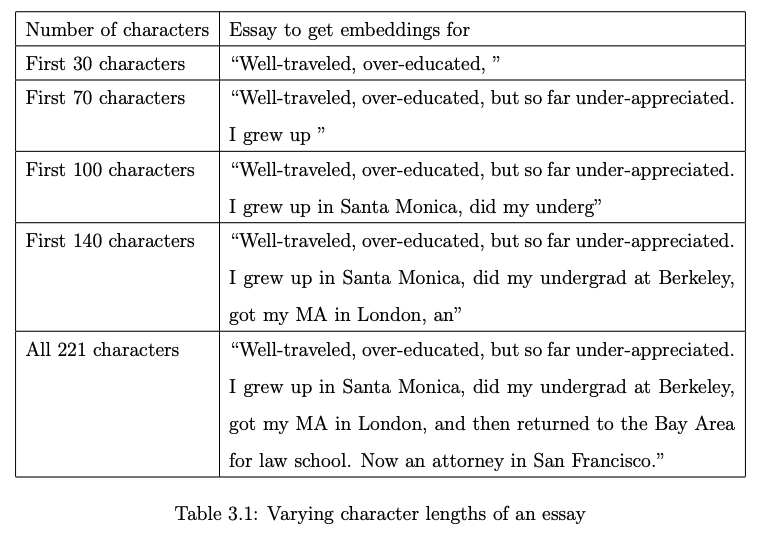 Number of characters Essay to get embeddings for
First 30 characters “Well-traveled, over-educated, ”
First 70 characters “Well-traveled, over-educated, but so far under-appreciated.
I grew up ”
First 100 characters “Well-traveled, over-educated, but so far under-appreciated.
I grew up in Santa Monica, did my underg”
First 140 characters “Well-traveled, over-educated, but so far under-appreciated.
I grew up in Santa Monica, did my undergrad at Berkeley,
got my MA in London, an”
All 221 characters “Well-traveled, over-educated, but so far under-appreciated.
I grew up in Santa Monica, did my undergrad at Berkeley,
got my MA in London, and then returned to the Bay Area
for law school. Now an attorney in San Francisco.”
Table 3.1: Varying character lengths of an essay